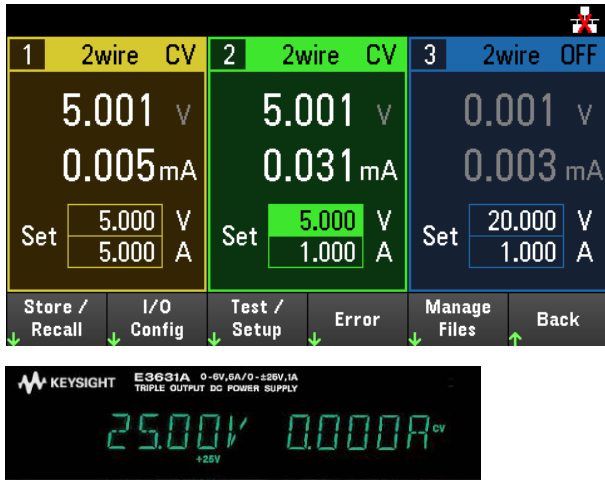 1 2wire CV 2 2wire CV 3 2wire OFF
5.001 V 5.001 V 0.001 V
0.005 mA 0.031 mA 0.003 mA
Set 5.000 V Set 5.000 V Set 20.000 V
5.000 A 1.000 A 1.000 A
Store / I/O Test / Error Manage Back
Recall Config Setup Files
KEYSIGHT E3631A 0-6V,5A/0-±25V,1A
TRIPLE OUTPUT DC POWER SUPPLY
25.00V 0.000A CV
+25V